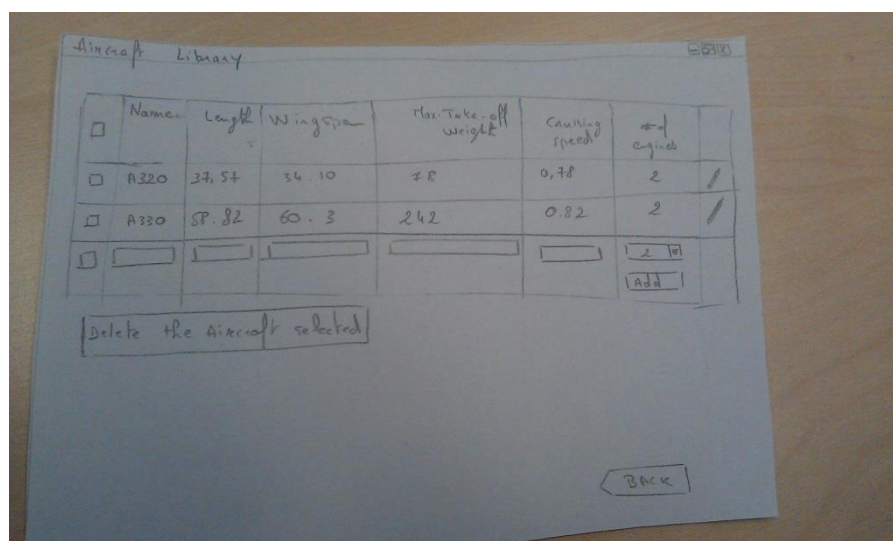 Aircraft Library
Name Length Wingspa Max. Take-off weight Cruising speed # of engines
A320 37,57 34.10 78 0,78 2
A330 58.82 60.3 242 0.82 2
2
Add
Delete the Aircraft selected
BACK